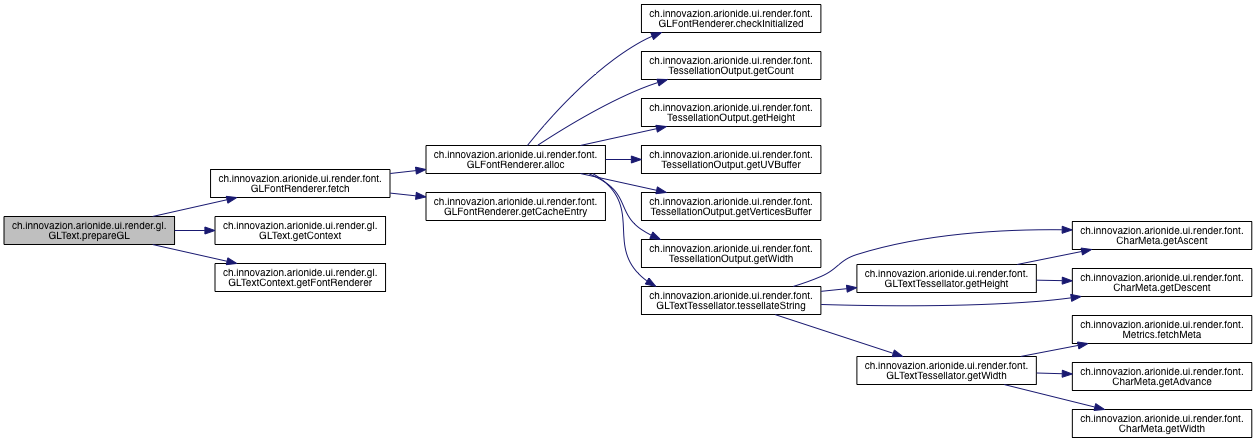 ch.innovazion.arionide.ui.render.gl.
GLText.prepareGL
ch.innovazion.arionide.ui.render.font.
GLFontRenderer.fetch
ch.innovazion.arionide.ui.render.gl.
GLText.getContext
ch.innovazion.arionide.ui.render.gl.
GLTextContext.getFontRenderer
ch.innovazion.arionide.ui.render.font.
GLFontRenderer.alloc
ch.innovazion.arionide.ui.render.font.
GLFontRenderer.getCacheEntry
ch.innovazion.arionide.ui.render.font.
GLFontRenderer.checkInitialized
ch.innovazion.arionide.ui.render.font.
TessellationOutput.getCount
ch.innovazion.arionide.ui.render.font.
TessellationOutput.getHeight
ch.innovazion.arionide.ui.render.font.
TessellationOutput.getUVBuffer
ch.innovazion.arionide.ui.render.font.
TessellationOutput.getVerticesBuffer
ch.innovazion.arionide.ui.render.font.
TessellationOutput.getWidth
ch.innovazion.arionide.ui.render.font.
GLTextTessellator.tessellateString
ch.innovazion.arionide.ui.render.font.
GLTextTessellator.getHeight
ch.innovazion.arionide.ui.render.font.
GLTextTessellator.getWidth
ch.innovazion.arionide.ui.render.font.
CharMeta.getAscent
ch.innovazion.arionide.ui.render.font.
CharMeta.getDescent
ch.innovazion.arionide.ui.render.font.
Metrics.fetchMeta
ch.innovazion.arionide.ui.render.font.
CharMeta.getAdvance
ch.innovazion.arionide.ui.render.font.
CharMeta.getWidth